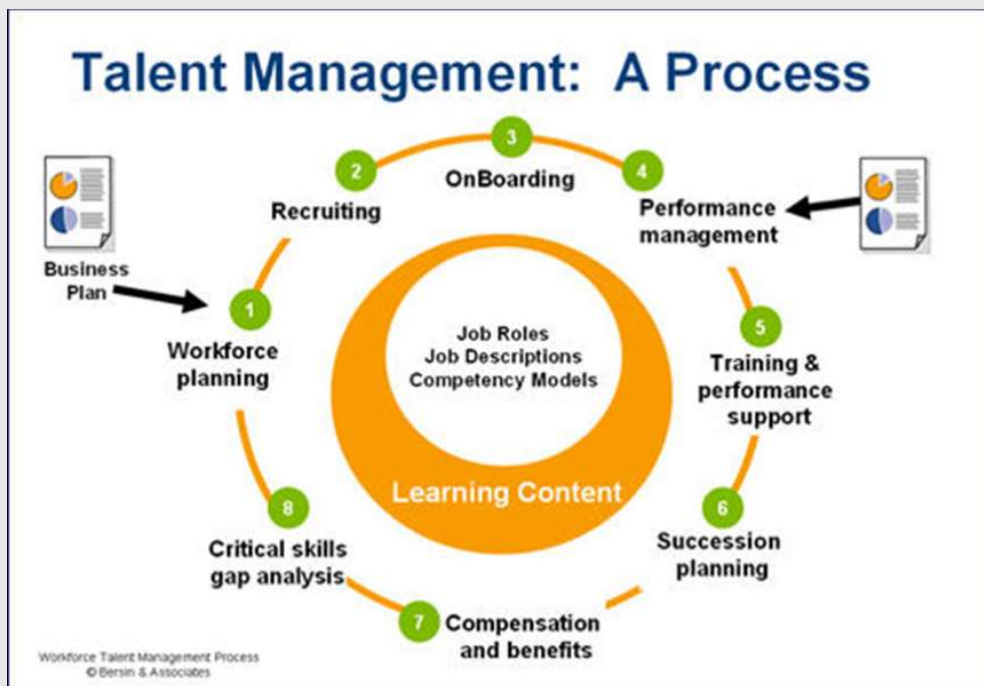 Talent Management: A Process
3
OnBoarding
2
Recruiting
4
Performance
management
Business
Plan
1
Workforce
planning
Job Roles
Job Descriptions
Competency Models
5
Training &
performance
support
Learning Content
8
Critical skills
gap analysis
6
Succession
planning
7
Compensation
and benefits
Workforce Talent Management Process
© Bersin & Associates